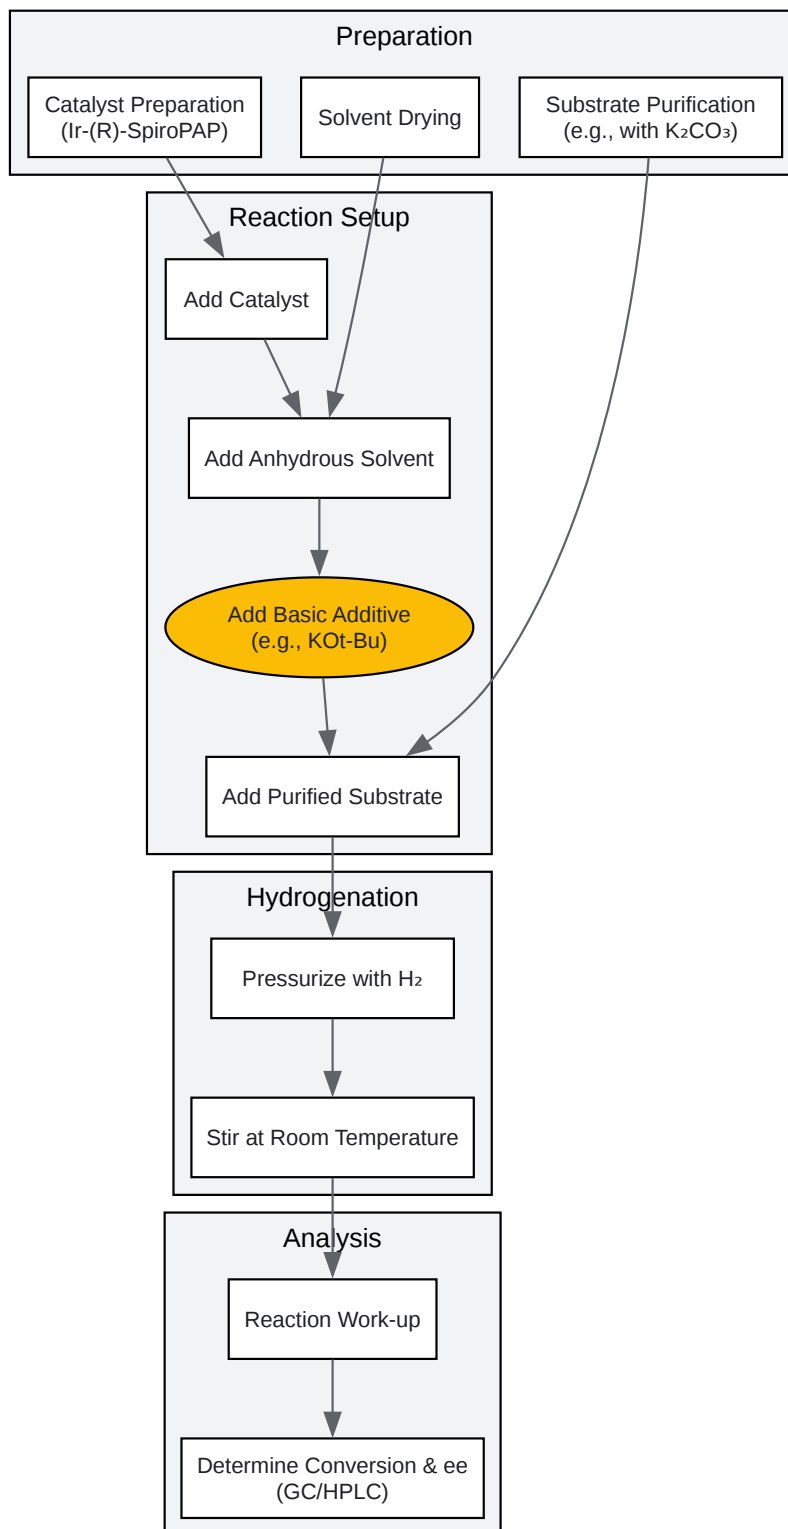 Preparation
Catalyst Preparation
(Ir-(R)-SpiroPAP)
Solvent Drying
Substrate Purification
(e.g., with K₂CO₃)
Reaction Setup
Add Catalyst
Add Anhydrous Solvent
Add Basic Additive
(e.g., KOt-Bu)
Add Purified Substrate
Hydrogenation
Pressurize with H₂
Stir at Room Temperature
Analysis
Reaction Work-up
Determine Conversion & ee
(GC/HPLC)